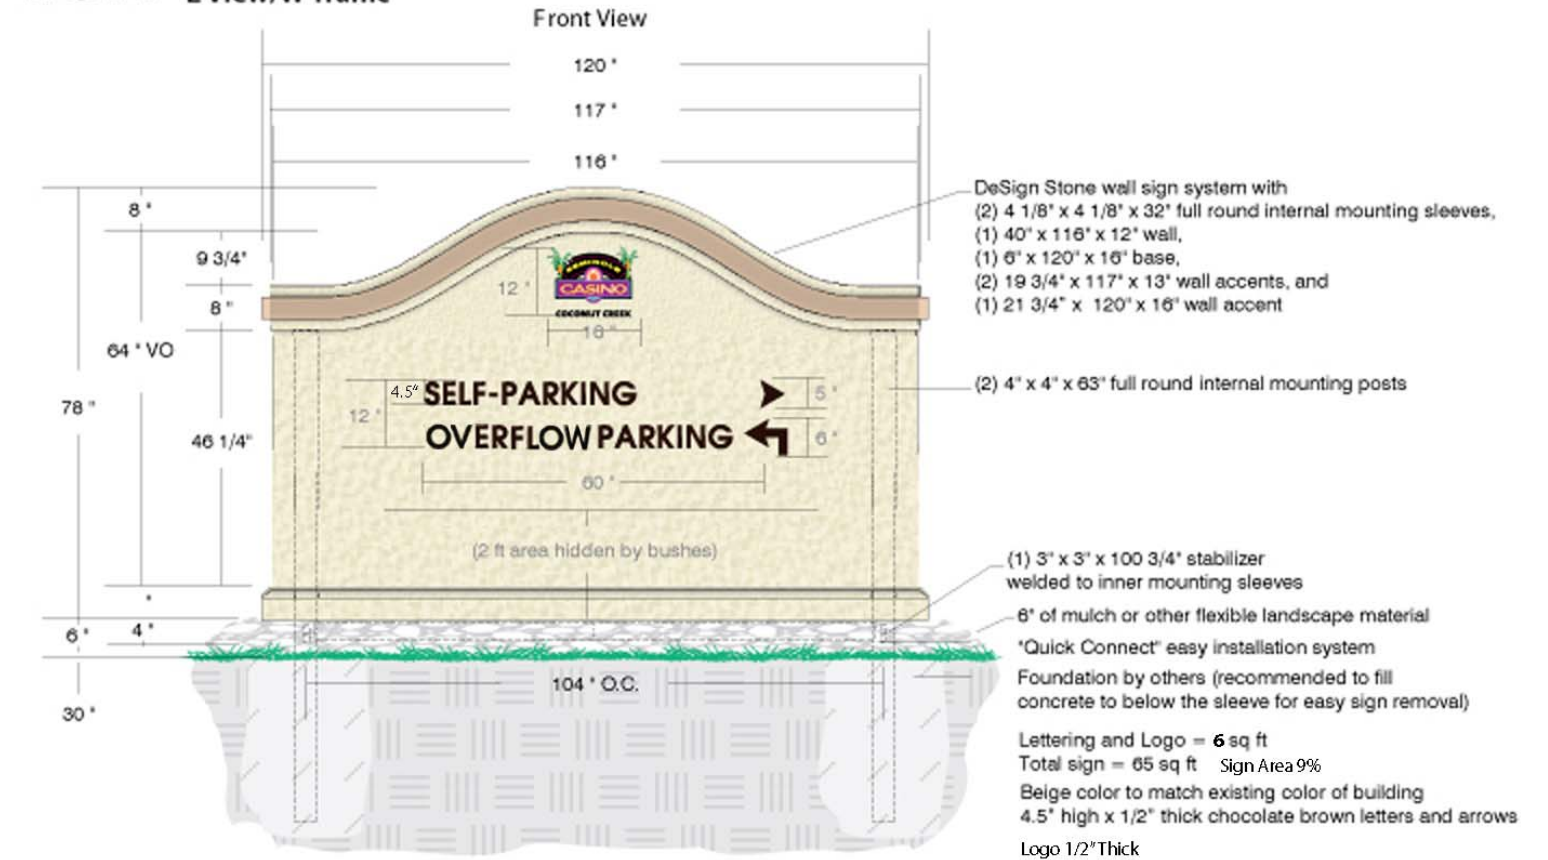 Front View
120 "
117 "
116 "
8 "
9 3/4"
8 "
64 " VO
78 "
46 1/4"
"
6 "
4 "
30 "
SEMINOLE
CASINO
COCONUT CREEK
12 "
16 "
4.5"
12 "
SELF-PARKING
5 "
OVERFLOW PARKING
6 "
60 "
(2 ft area hidden by bushes)
104 " O.C.
DeSign Stone wall sign system with
(2) 4 1/8" x 4 1/8" x 32" full round internal mounting sleeves,
(1) 40" x 116" x 12" wall,
(1) 6" x 120" x 16" base,
(2) 19 3/4" x 117" x 13" wall accents, and
(1) 21 3/4" x 120" x 16" wall accent
(2) 4" x 4" x 63" full round internal mounting posts
(1) 3" x 3" x 100 3/4" stabilizer
welded to inner mounting sleeves
6" of mulch or other flexible landscape material
"Quick Connect" easy installation system
Foundation by others (recommended to fill
concrete to below the sleeve for easy sign removal)
Lettering and Logo = 6 sq ft
Total sign = 65 sq ft Sign Area 9%
Beige color to match existing color of building
4.5" high x 1/2" thick chocolate brown letters and arrows
Logo 1/2" Thick